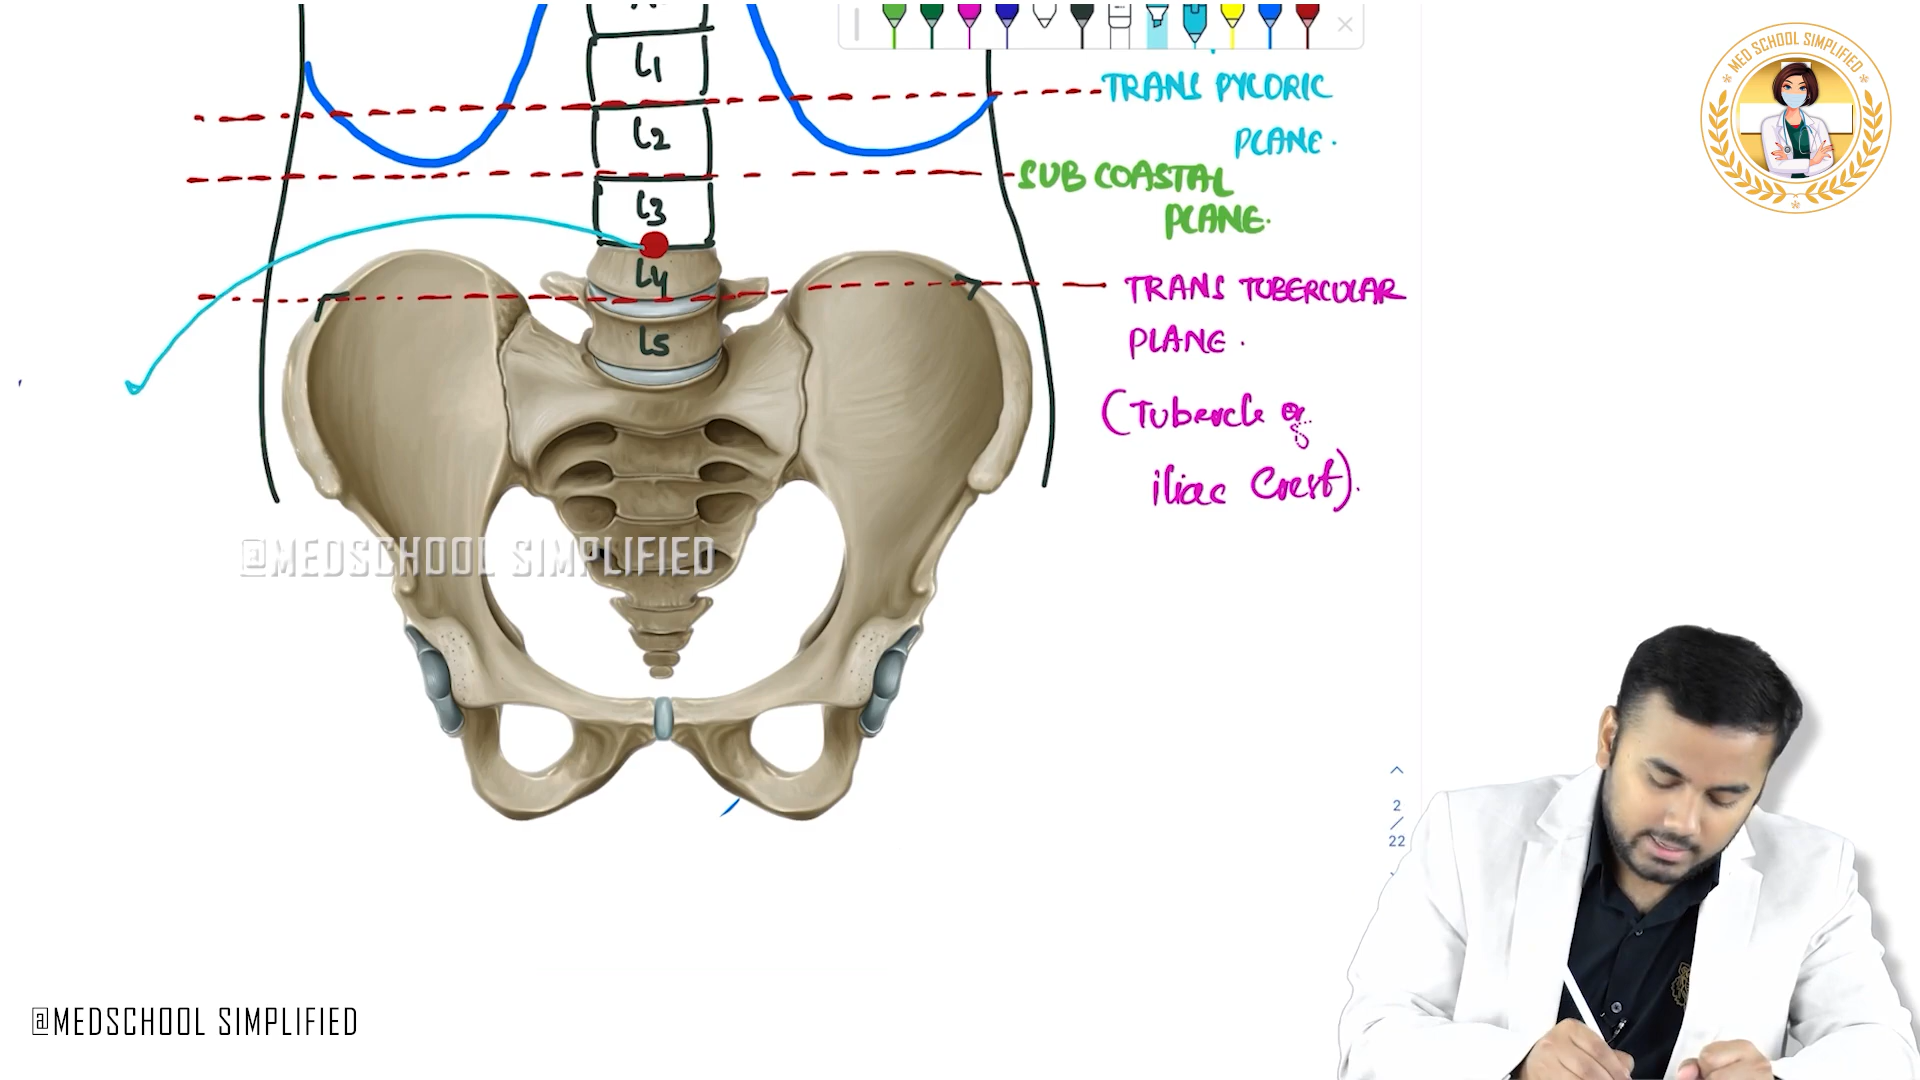 L1
TRANS PYCORIC
PLANE.
L2
SUB COASTAL
PLANE.
L3
L4
TRANS TUBERCULAR
PLANE.
L5
(Tubercle of
iliac Crest).
@MEDSCHOOL SIMPLIFIED
2
/
22
@MEDSCHOOL SIMPLIFIED
MED SCHOOL SIMPLIFIED